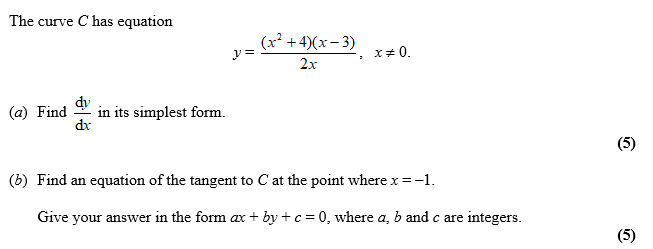 The curve C has equation
y = (x² + 4)(x – 3) / 2x, x ≠ 0.
(a) Find dy/dx in its simplest form.
(5)
(b) Find an equation of the tangent to C at the point where x = –1.
Give your answer in the form ax + by + c = 0, where a, b and c are integers.
(5)